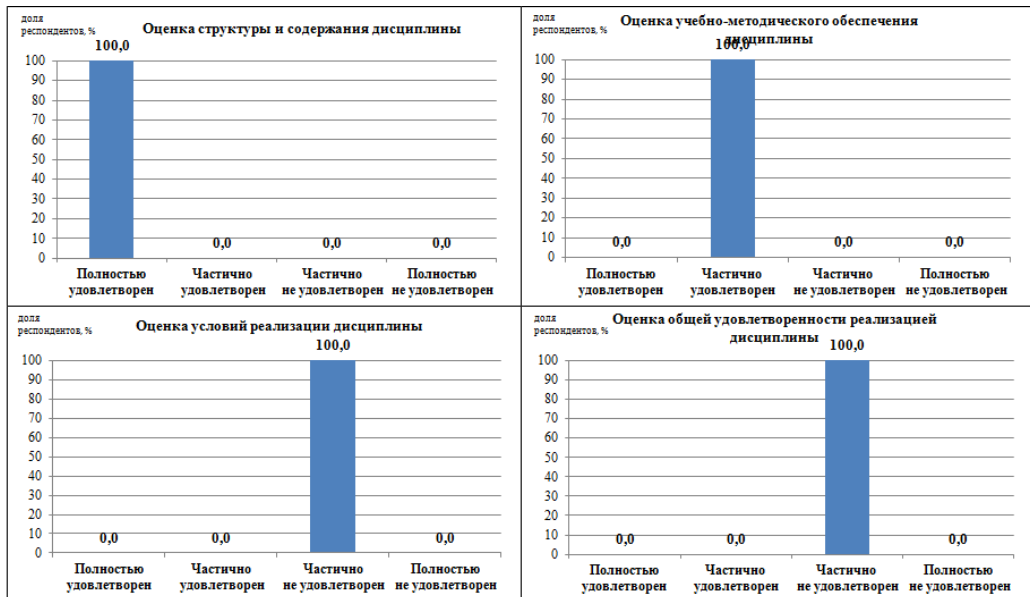 доля
респондентов, %
Оценка структуры и содержания дисциплины
100,0
100
90
80
70
60
50
40
30
20
10
0
0,0 0,0 0,0
Полностью удовлетворен
Частично удовлетворен
Частично не удовлетворен
Полностью не удовлетворен
доля
респондентов, %
Оценка учебно-методического обеспечения
дисциплины
100,0
100
90
80
70
60
50
40
30
20
10
0
0,0 0,0 0,0
Полностью удовлетворен
Частично удовлетворен
Частично не удовлетворен
Полностью не удовлетворен
доля
респондентов, %
Оценка условий реализации дисциплины
100,0
100
90
80
70
60
50
40
30
20
10
0
0,0 0,0 0,0
Полностью удовлетворен
Частично удовлетворен
Частично не удовлетворен
Полностью не удовлетворен
доля
респондентов, %
Оценка общей удовлетворенности реализацией
дисциплины
100,0
100
90
80
70
60
50
40
30
20
10
0
0,0 0,0 0,0
Полностью удовлетворен
Частично удовлетворен
Частично не удовлетворен
Полностью не удовлетворен